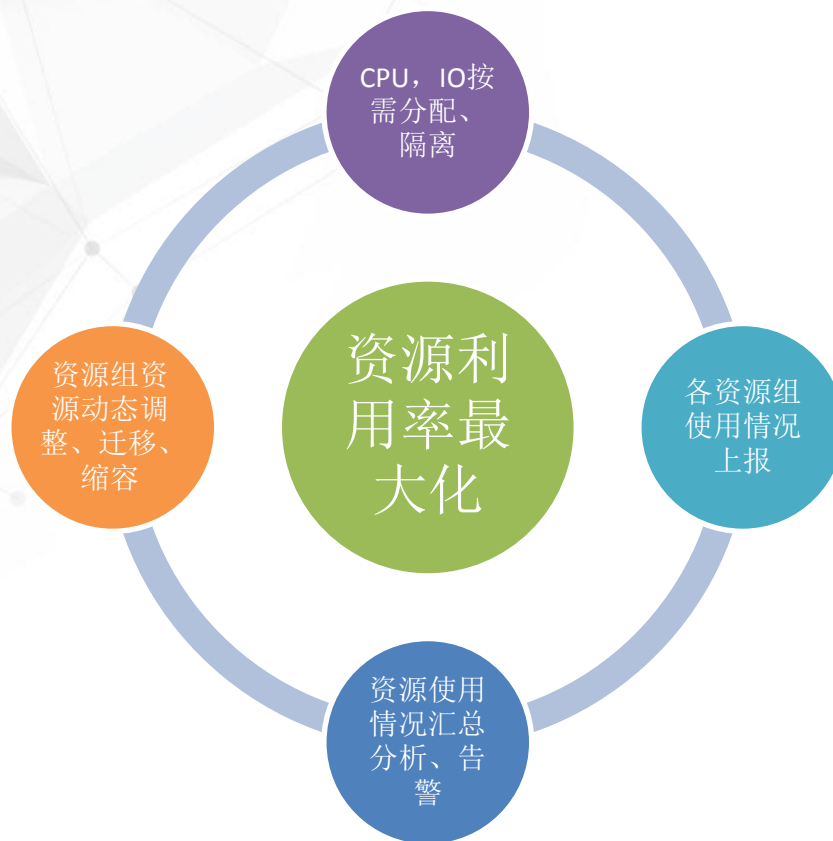 CPU，IO按
需分配、
隔离
资源组资
源动态调
整、迁移、
缩容
资源利
用率最
大化
各资源组
使用情况
上报
资源使用
情况汇总
分析、告
警